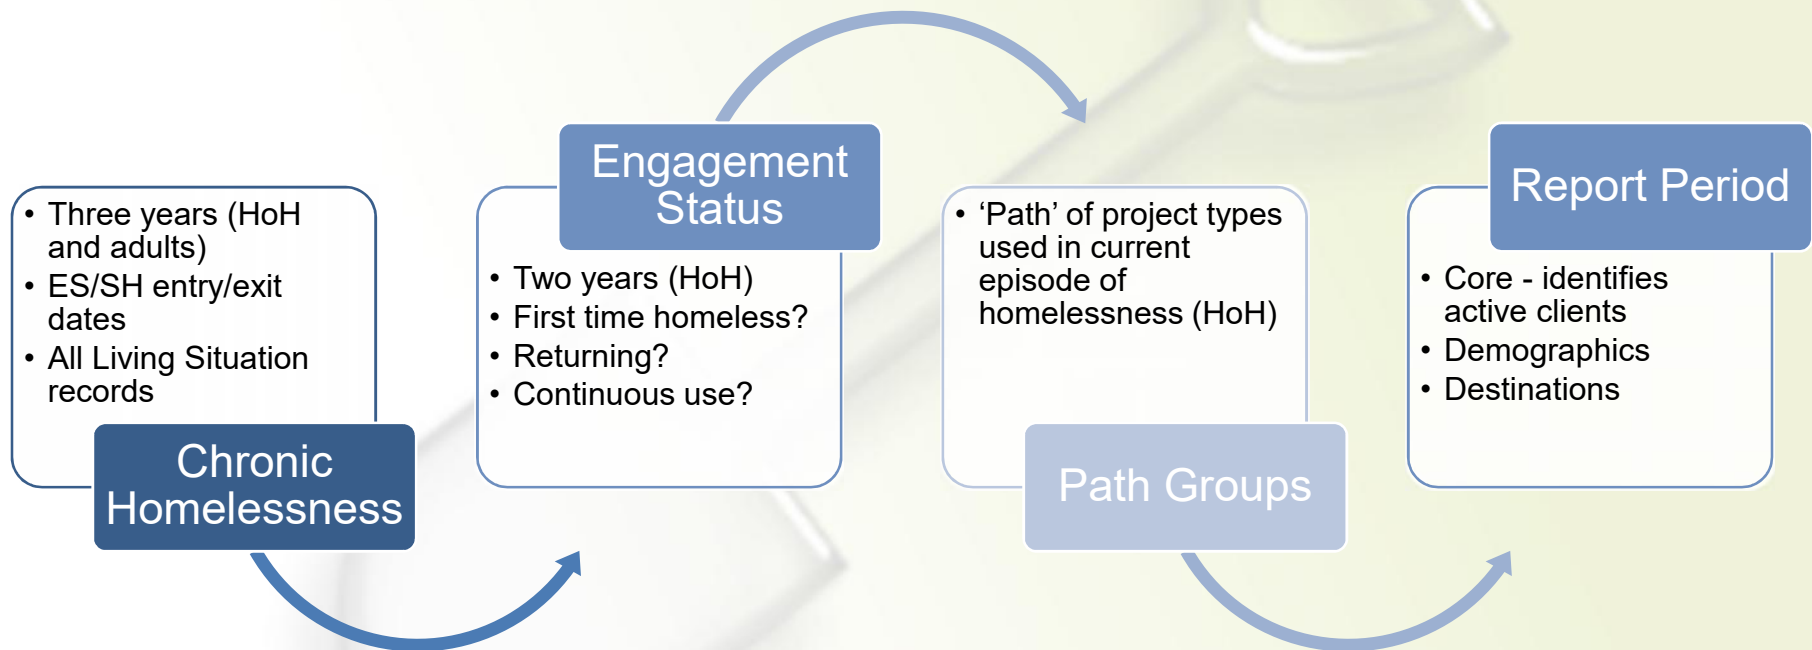 • Three years (HoH
and adults)
• ES/SH entry/exit
dates
• All Living Situation
records
Chronic
Homelessness
Engagement
Status
• Two years (HoH)
• First time homeless?
• Returning?
• Continuous use?
• ‘Path’ of project types
used in current
episode of
homelessness (HoH)
Path Groups
Report Period
• Core - identifies
active clients
• Demographics
• Destinations